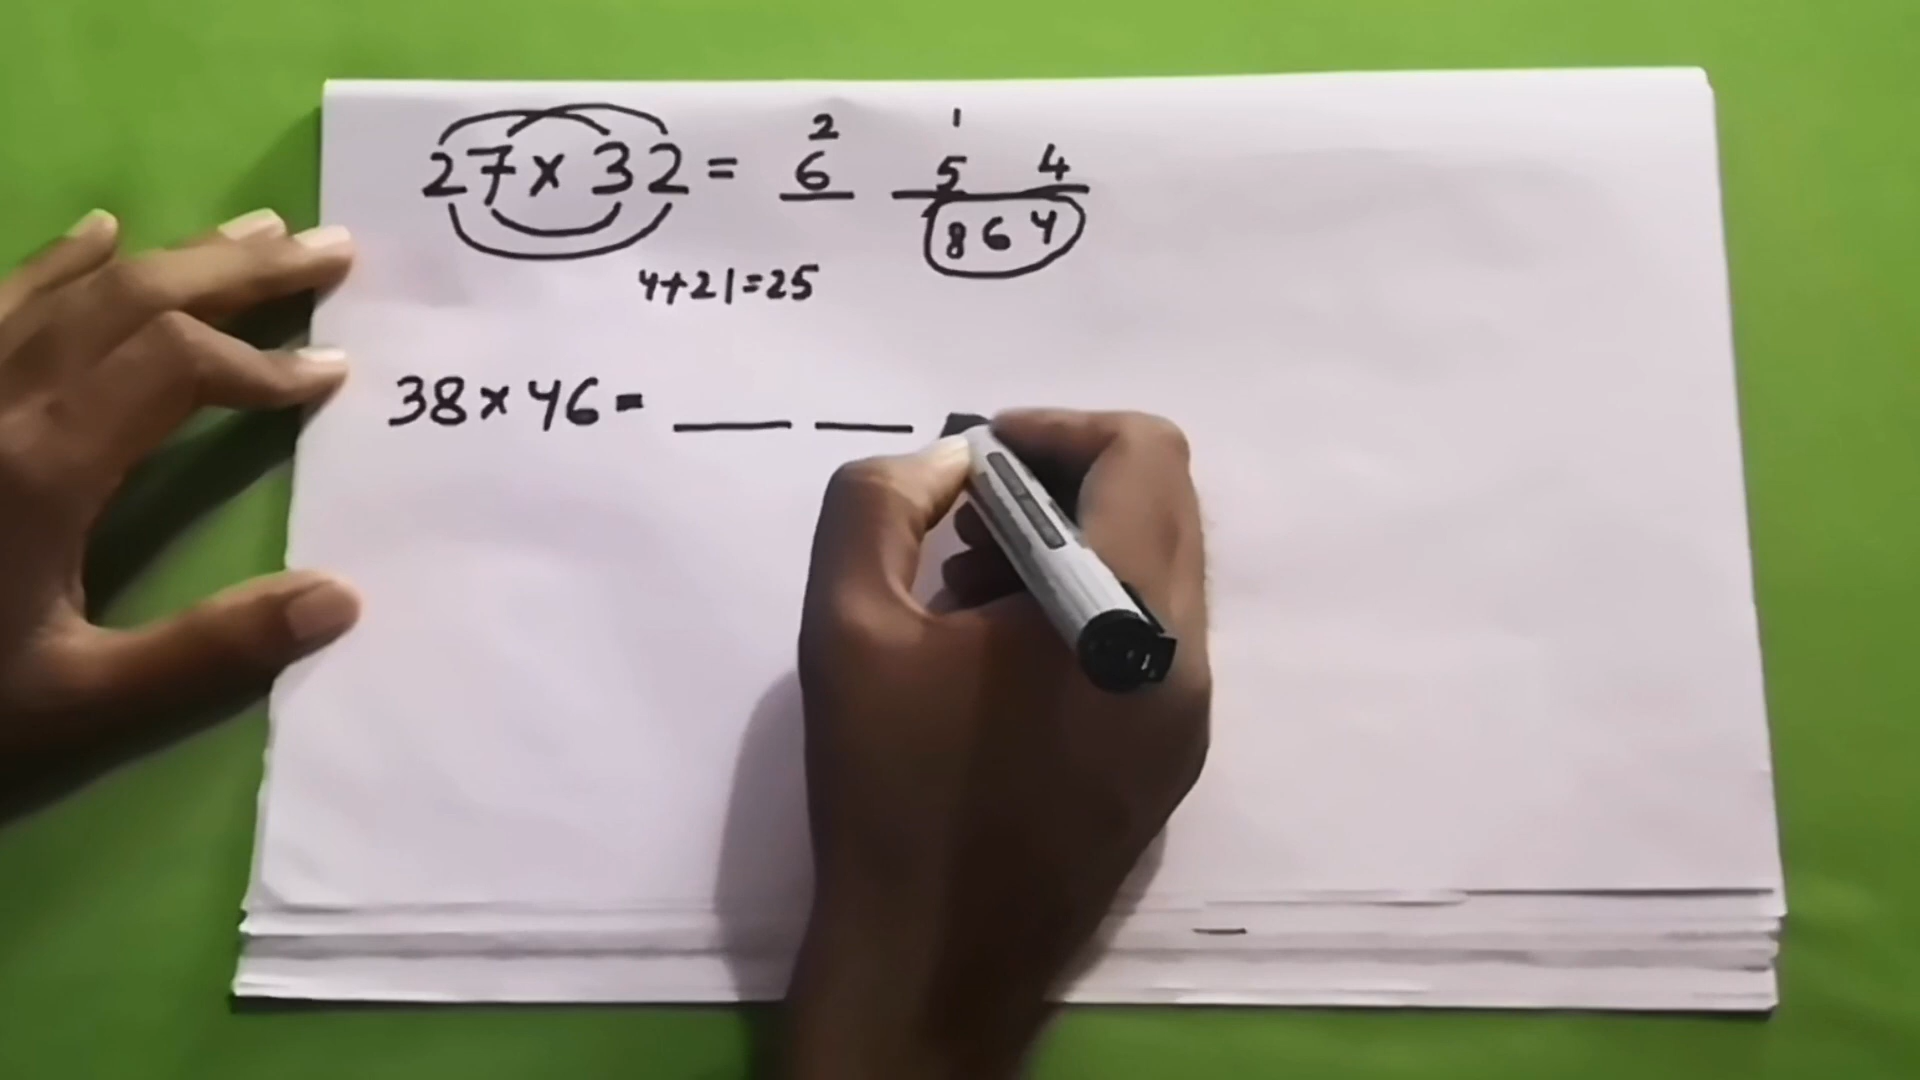 2 1
27 x 32 = 6 5 4
864
4+21=25
38 x 46 =